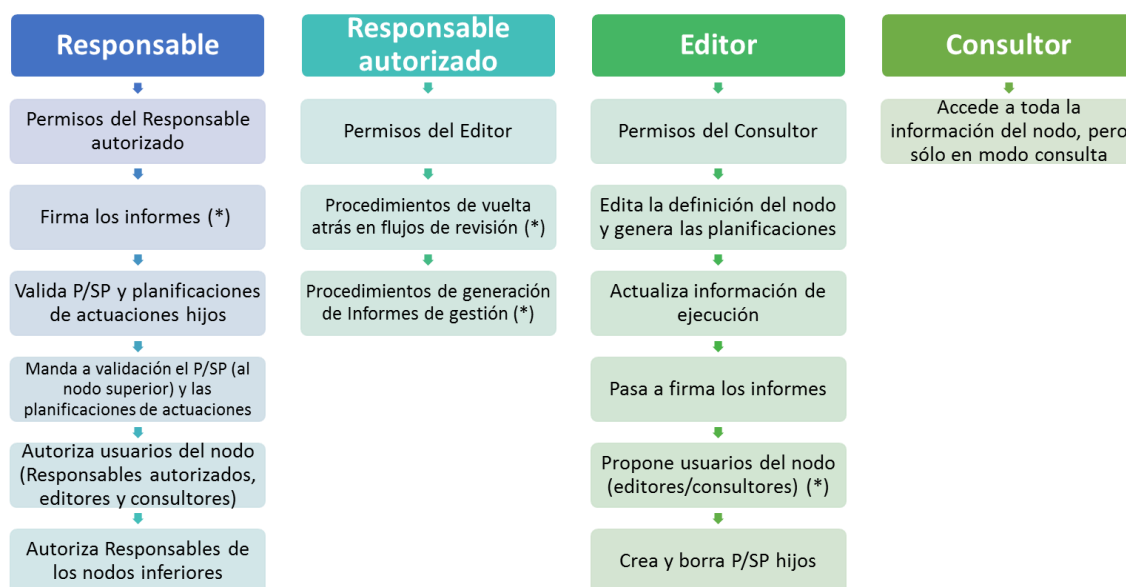 Responsable
Permisos del Responsable
autorizado
Firma los informes (*)
Valida P/SP y planificaciones
de actuaciones hijos
Manda a validación el P/SP (al
nodo superior) y las
planificaciones de actuaciones
Autoriza usuarios del nodo
(Responsables autorizados,
editores y consultores)
Autoriza Responsables de
los nodos inferiores
Responsable
autorizado
Permisos del Editor
Procedimientos de vuelta
atrás en flujos de revisión (*)
Procedimientos de generación
de Informes de gestión (*)
Editor
Permisos del Consultor
Edita la definición del nodo
y genera las planificaciones
Actualiza información de
ejecución
Pasa a firma los informes
Propone usuarios del nodo
(editores/consultores) (*)
Crea y borra P/SP hijos
Consultor
Accede a toda la
información del nodo, pero
sólo en modo consulta